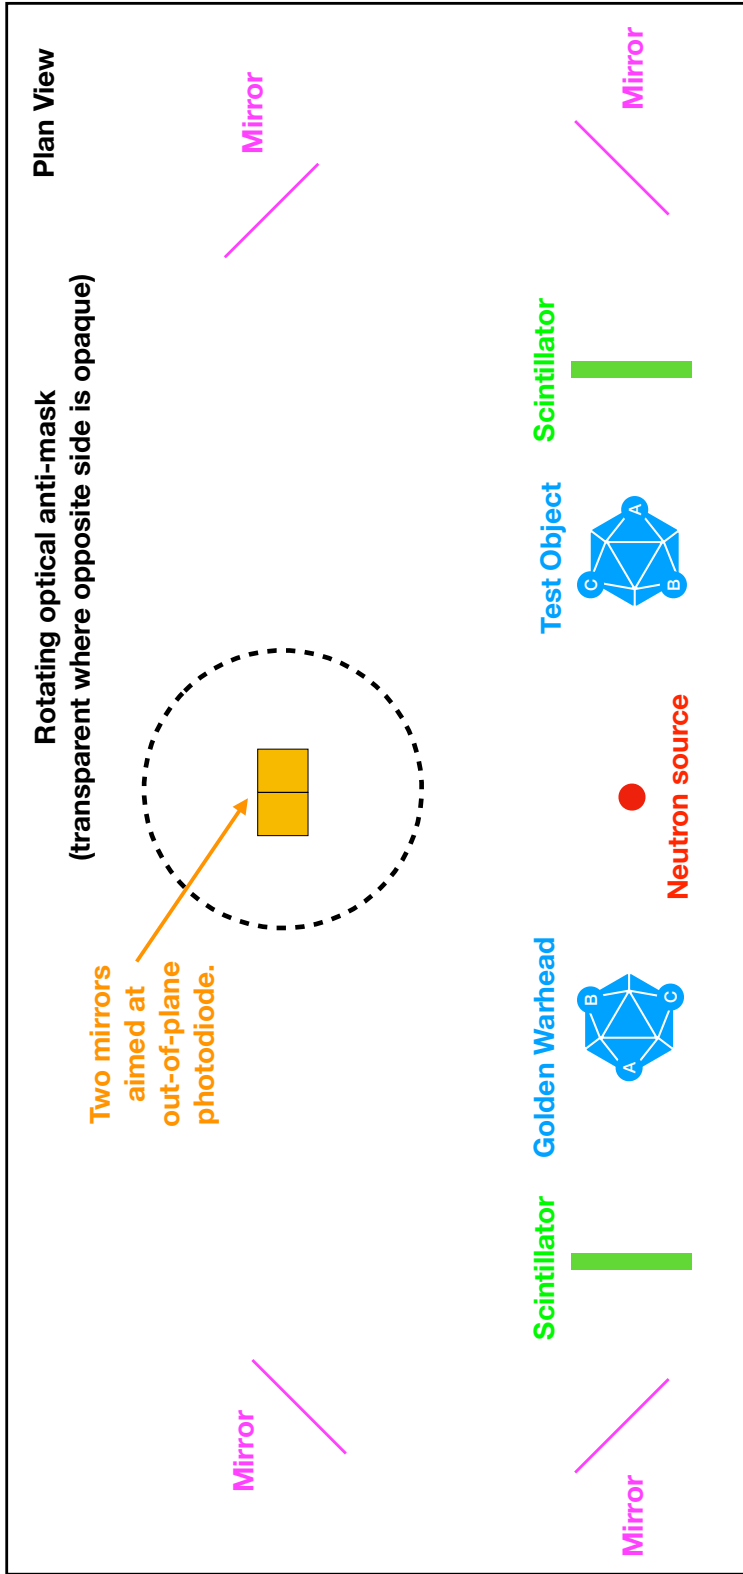 Plan View
Rotating optical anti-mask
(transparent where opposite side is opaque)
Two mirrors
aimed at
out-of-plane
photodiode.
Mirror
Mirror
Scintillator
Golden Warhead
Test Object
Scintillator
B
A
C
C
A
B
Neutron source
Mirror
Mirror